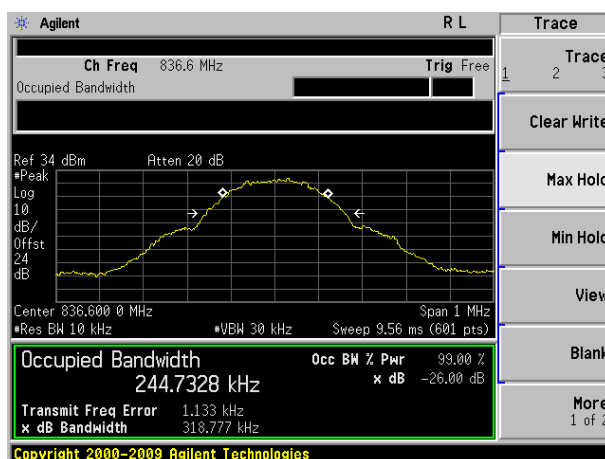 Agilent
R L
Trace
Ch Freq 836.6 MHz
Trig Free
Occupied Bandwidth
Trace
1 2 3
Clear Write
Max Hold
Min Hold
View
Blank
More
1 of 2
Ref 34 dBm Atten 20 dB
#Peak
Log
10
dB/
Offst
24
dB
Center 836.600 0 MHz Span 1 MHz
#Res BW 10 kHz #VBW 30 kHz Sweep 9.56 ms (601 pts)
Occupied Bandwidth
244.7328 kHz
Occ BW % Pwr 99.00 %
x dB -26.00 dB
Transmit Freq Error 1.133 kHz
x dB Bandwidth 318.777 kHz
Copyright 2000-2009 Agilent Technologies